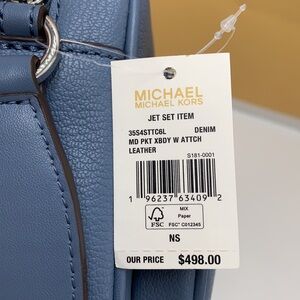 MICHAEL
MICHAEL KORS
JET SET ITEM
35S4STTC6L DENIM
MD PKT XBDY W ATTCH
LEATHER
S181-0001
1 96237 63409 2
FSC
MIX
Paper
FSC® C012345
NS
OUR PRICE $498.00